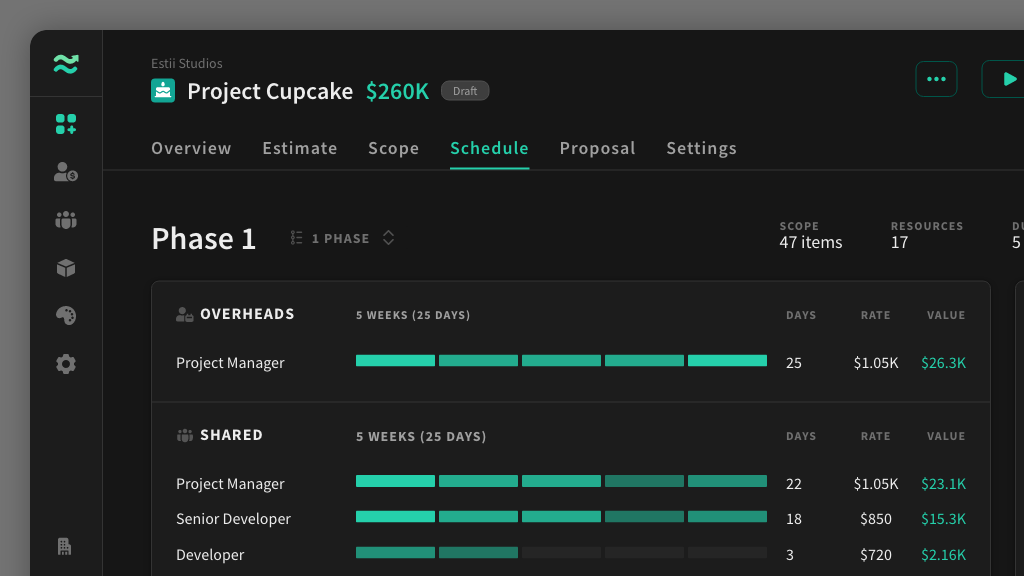 Estii Studios
Project Cupcake $260K Draft
Overview Estimate Scope Schedule Proposal Settings
Phase 1 1 PHASE SCOPE RESOURCES
47 items 17 5
OVERHEADS 5 WEEKS (25 DAYS) DAYS RATE VALUE
Project Manager 25 $1.05K $26.3K
SHARED 5 WEEKS (25 DAYS) DAYS RATE VALUE
Project Manager 22 $1.05K $23.1K
Senior Developer 18 $850 $15.3K
Developer 3 $720 $2.16K